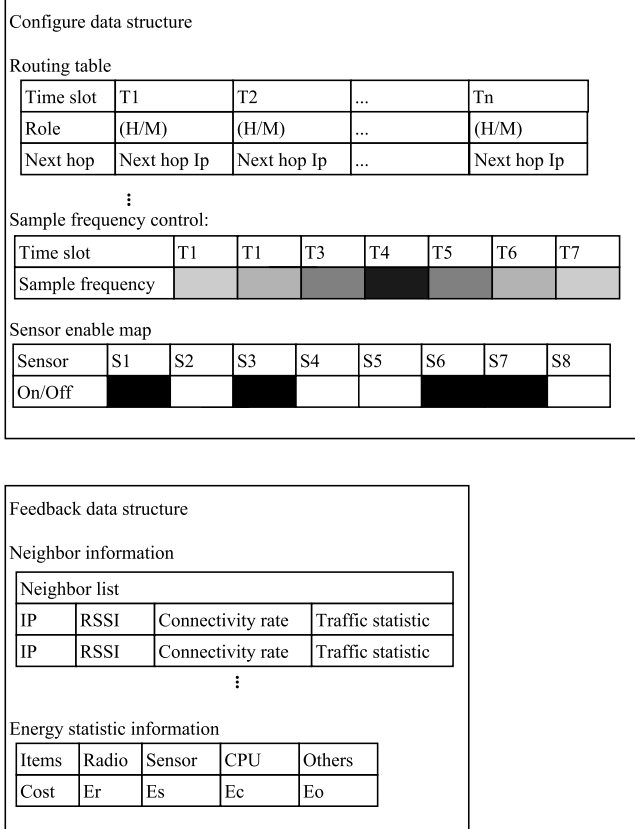 Configure data structure
Routing table
Time slot T1 T2 ... Tn
Role (H/M) (H/M) ... (H/M)
Next hop Next hop Ip Next hop Ip ... Next hop Ip
⋮
Sample frequency control:
Time slot T1 T1 T3 T4 T5 T6 T7
Sample frequency
Sensor enable map
Sensor S1 S2 S3 S4 S5 S6 S7 S8
On/Off
Feedback data structure
Neighbor information
Neighbor list
IP RSSI Connectivity rate Traffic statistic
IP RSSI Connectivity rate Traffic statistic
⋮
Energy statistic information
Items Radio Sensor CPU Others
Cost Er Es Ec Eo